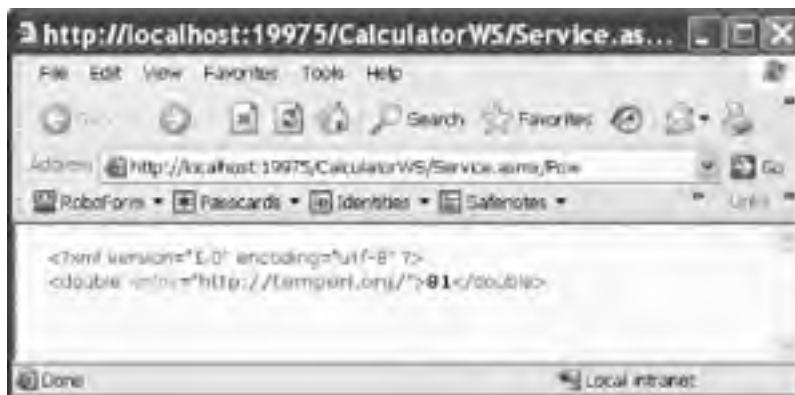 http://localhost:19975/CalculatorWS/Service.as...
File Edit View Favorites Tools Help
Search Favorites
Address http://localhost:19975/CalculatorWS/Service.asmx/Pow Go
RoboForm Passcards Identities Safenotes Links
<?xml version="1.0" encoding="utf-8" ?>
<double xmlns="http://tempuri.org/">81</double>
Done Local intranet